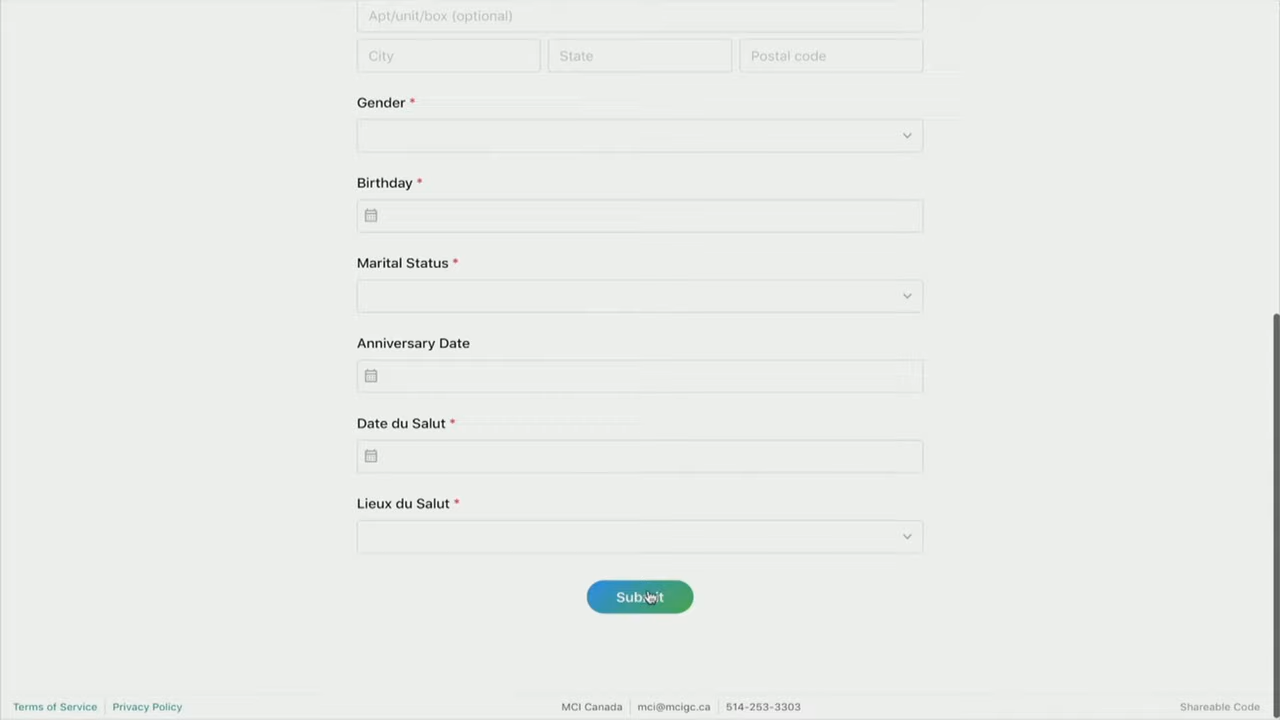 Apt/unit/box (optional)
City State Postal code
Gender *
Birthday *
Marital Status *
Anniversary Date
Date du Salut *
Lieux du Salut *
Submit
Terms of Service Privacy Policy MCI Canada mci@mcigc.ca 514-253-3303 Shareable Code